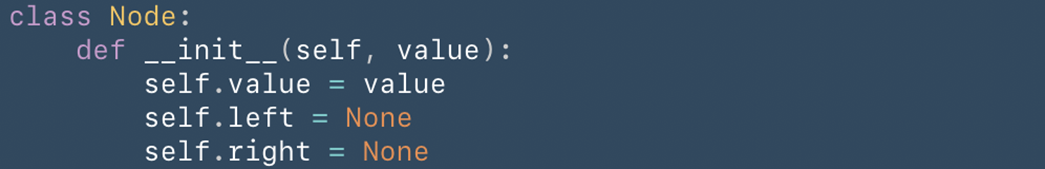 class Node:
    def __init__(self, value):
        self.value = value
        self.left = None
        self.right = None